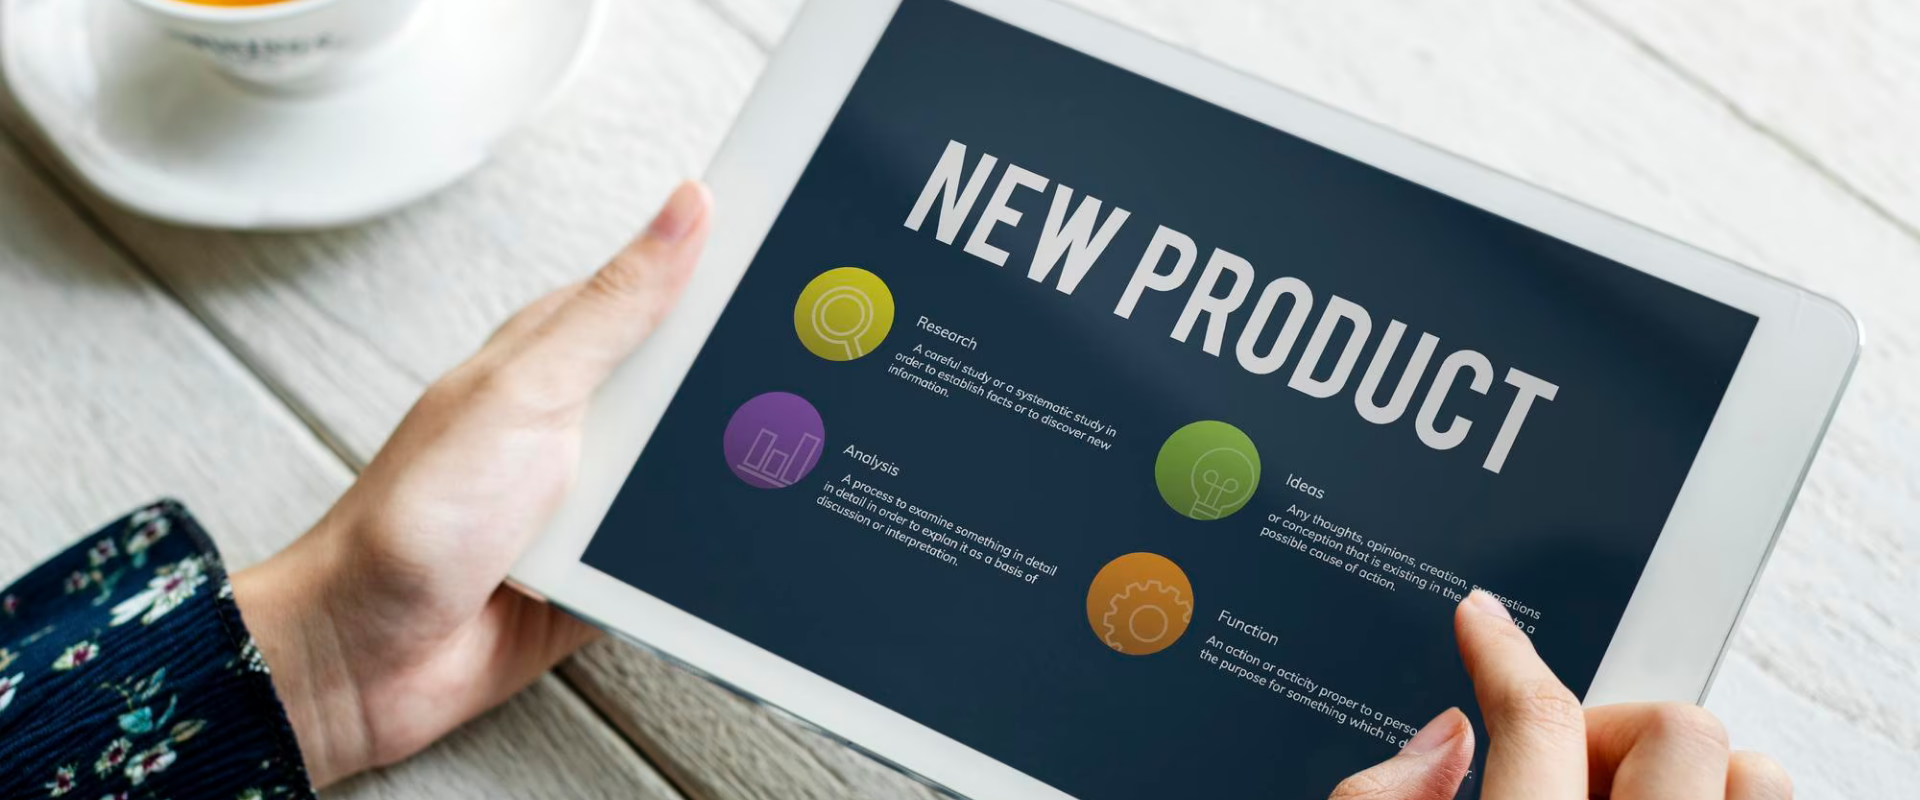 NEW PRODUCT
Research
A careful study or a systematic study in
order to establish facts or to discover new
information.
Analysis
A process to examine something in detail
in detail in order to explan it as a basis of
discussion or interpretation.
Ideas
Any thoughts, opinions, creation,
or conception that is existing in the to a
possible cause of action.
Function
An action or acticity proper to a
the purpose for something which is